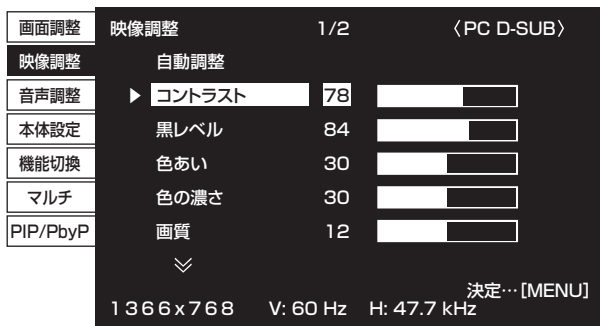 画面調整
映像調整
音声調整
本体設定
機能切換
マルチ
PIP/PbyP
映像調整 1/2 〈PC D-SUB〉
自動調整
コントラスト 78
黒レベル 84
色あい 30
色の濃さ 30
画質 12
決定…[MENU]
1366x768 V: 60 Hz H: 47.7 kHz